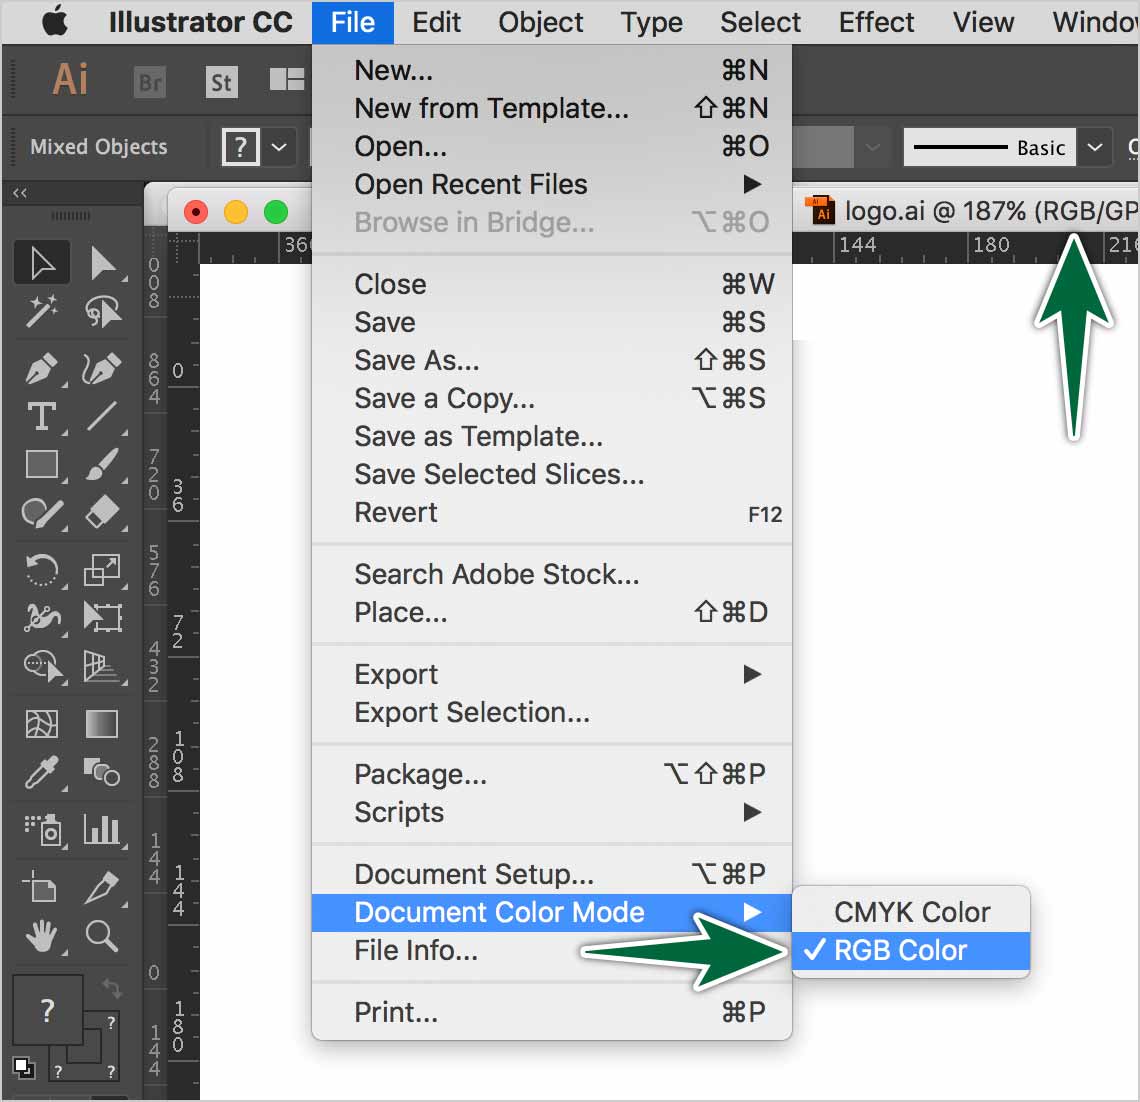 Illustrator CC File Edit Object Type Select Effect View Windo
Ai Br St
Mixed Objects ? Basic
New... ⌘N
New from Template... ⇧⌘N
Open... ⌘O
Open Recent Files ▶
Browse in Bridge... ⌥⌘O
logo.ai @ 187% (RGB/GP
36 144 180 216
Close ⌘W
Save ⌘S
Save As... ⇧⌘S
Save a Copy... ⌥⌘S
Save as Template...
Save Selected Slices...
Revert F12
Search Adobe Stock...
Place... ⇧⌘D
Export ▶
Export Selection...
Package... ⌥⇧⌘P
Scripts ▶
Document Setup... ⌥⌘P
Document Color Mode ▶
CMYK Color
✓ RGB Color
File Info...
Print... ⌘P
008
864
720
576
432
288
144
0
144
0
36
72
108
144
180
?
?
? ?